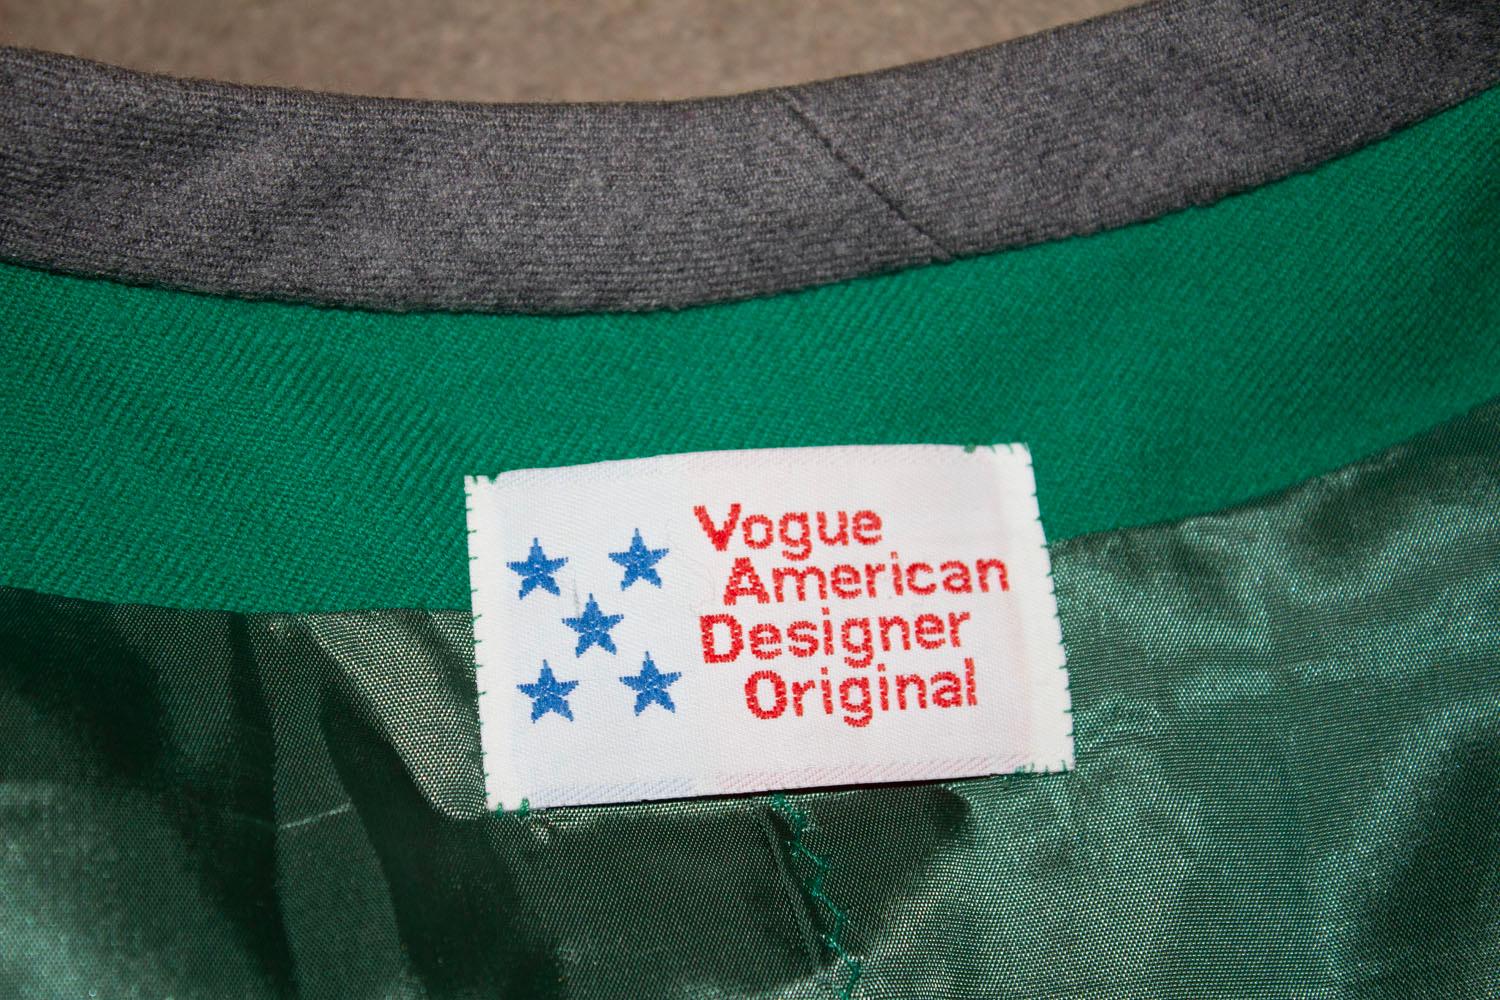 Vogue
American
Designer
Original